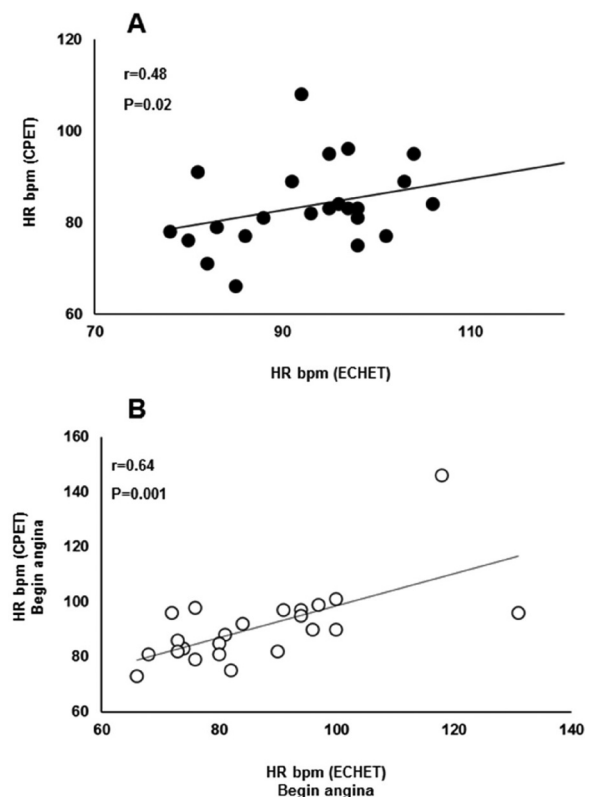 A
120
r=0.48
P=0.02
100
HR bpm (CPET)
80
60
70 90 110
HR bpm (ECHET)
B
160
r=0.64
P=0.001
140
120
HR bpm (CPET)
Begin angina
100
80
60
60 80 100 120 140
HR bpm (ECHET)
Begin angina